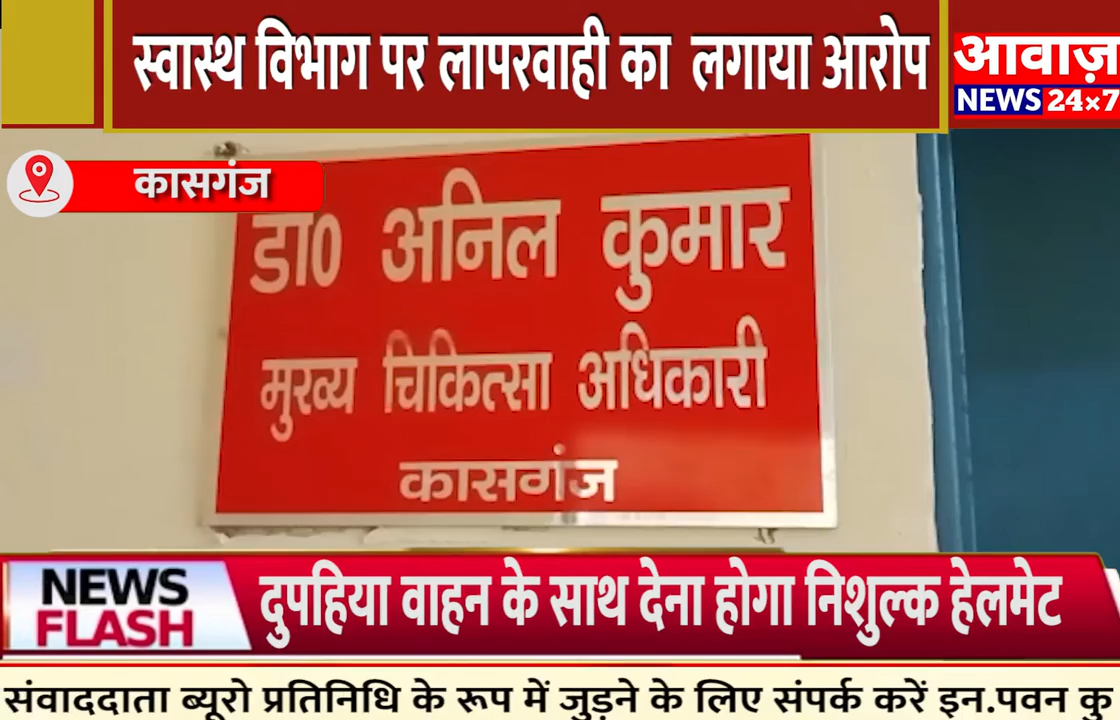 स्वास्थ विभाग पर लापरवाही का लगाया आरोप
आवाज़
NEWS 24×7
कासगंज
डा० अनिल कुमार
मुख्य चिकित्सा अधिकारी
कासगंज
NEWS
FLASH
दुपहिया वाहन के साथ देना होगा निशुल्क हेलमेट
संवाददाता ब्यूरो प्रतिनिधि के रूप में जुड़ने के लिए संपर्क करें इन.पवन कु